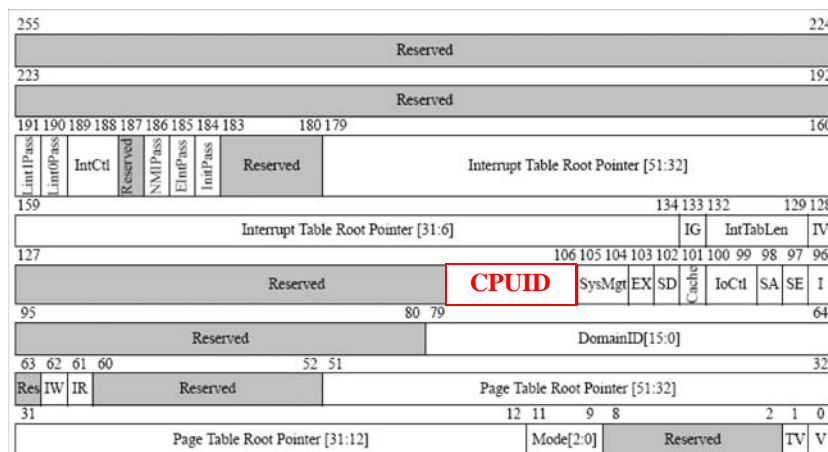 255 224
Reserved
223 192
Reserved
191 190 189 188 187 186 185 184 183 180 179 160
Lint1Pass Lint0Pass IntCtl Reserved NMIPass EIntPass InitPass Reserved Interrupt Table Root Pointer [51:32]
159 134 133 132 129 128
Interrupt Table Root Pointer [31:6] IG IntTabLen IV
127 106 105 104 103 102 101 100 99 98 97 96
Reserved CPUID SysMgt EX SD Cache IoCtl SA SE I
95 80 79 64
Reserved DomainID[15:0]
63 62 61 60 52 51 32
Res IW IR Reserved Page Table Root Pointer [51:32]
31 12 11 9 8 2 1 0
Page Table Root Pointer [31:12] Mode[2:0] Reserved TV V